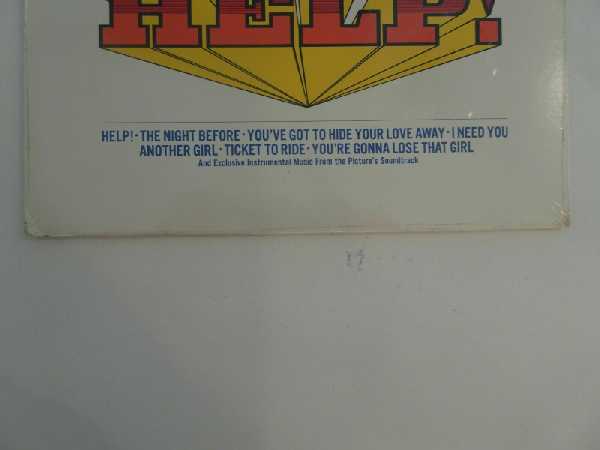 HELP!
HELP! · THE NIGHT BEFORE · YOU'VE GOT TO HIDE YOUR LOVE AWAY · I NEED YOU
ANOTHER GIRL · TICKET TO RIDE · YOU'RE GONNA LOSE THAT GIRL
And Exclusive Instrumental Music From the Picture's Soundtrack